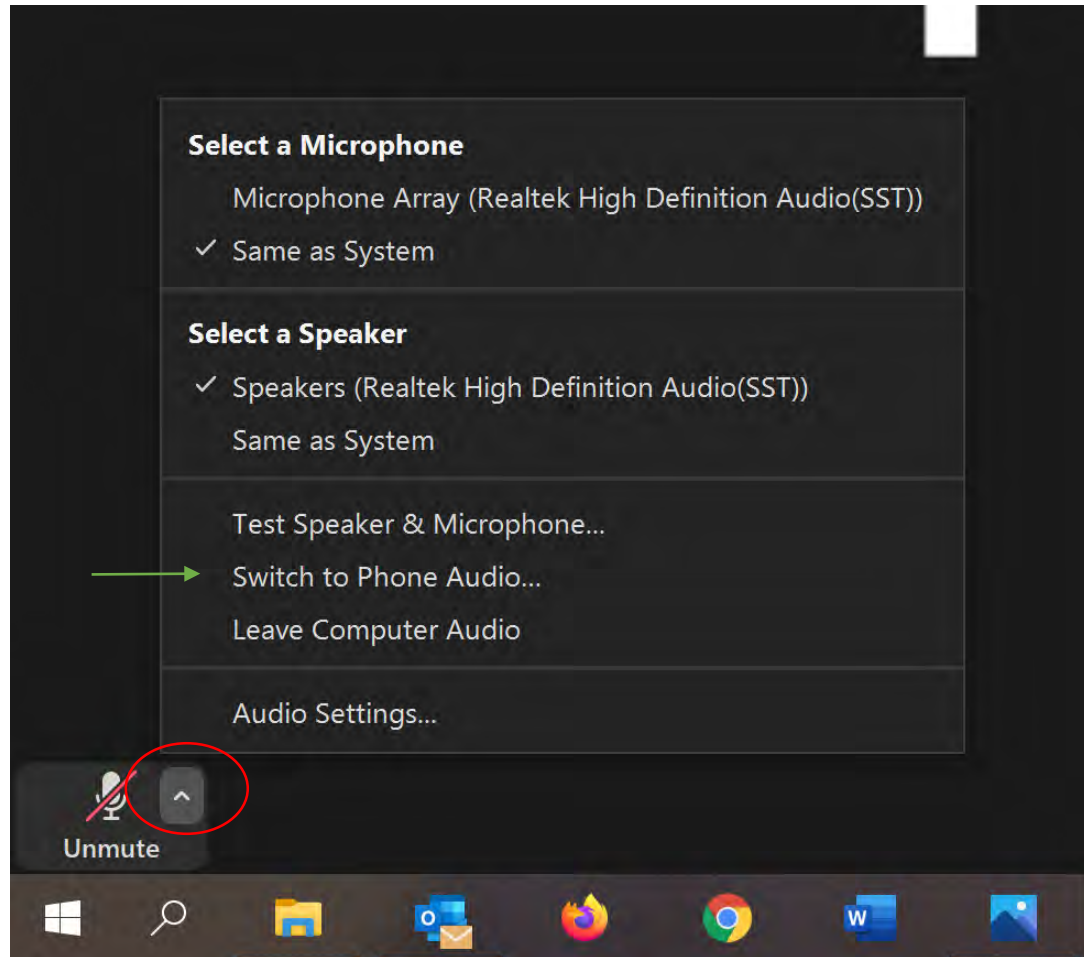 Select a Microphone
Microphone Array (Realtek High Definition Audio(SST))
Same as System
Select a Speaker
Speakers (Realtek High Definition Audio(SST))
Same as System
Test Speaker & Microphone...
Switch to Phone Audio...
Leave Computer Audio
Audio Settings...
Unmute
O
W